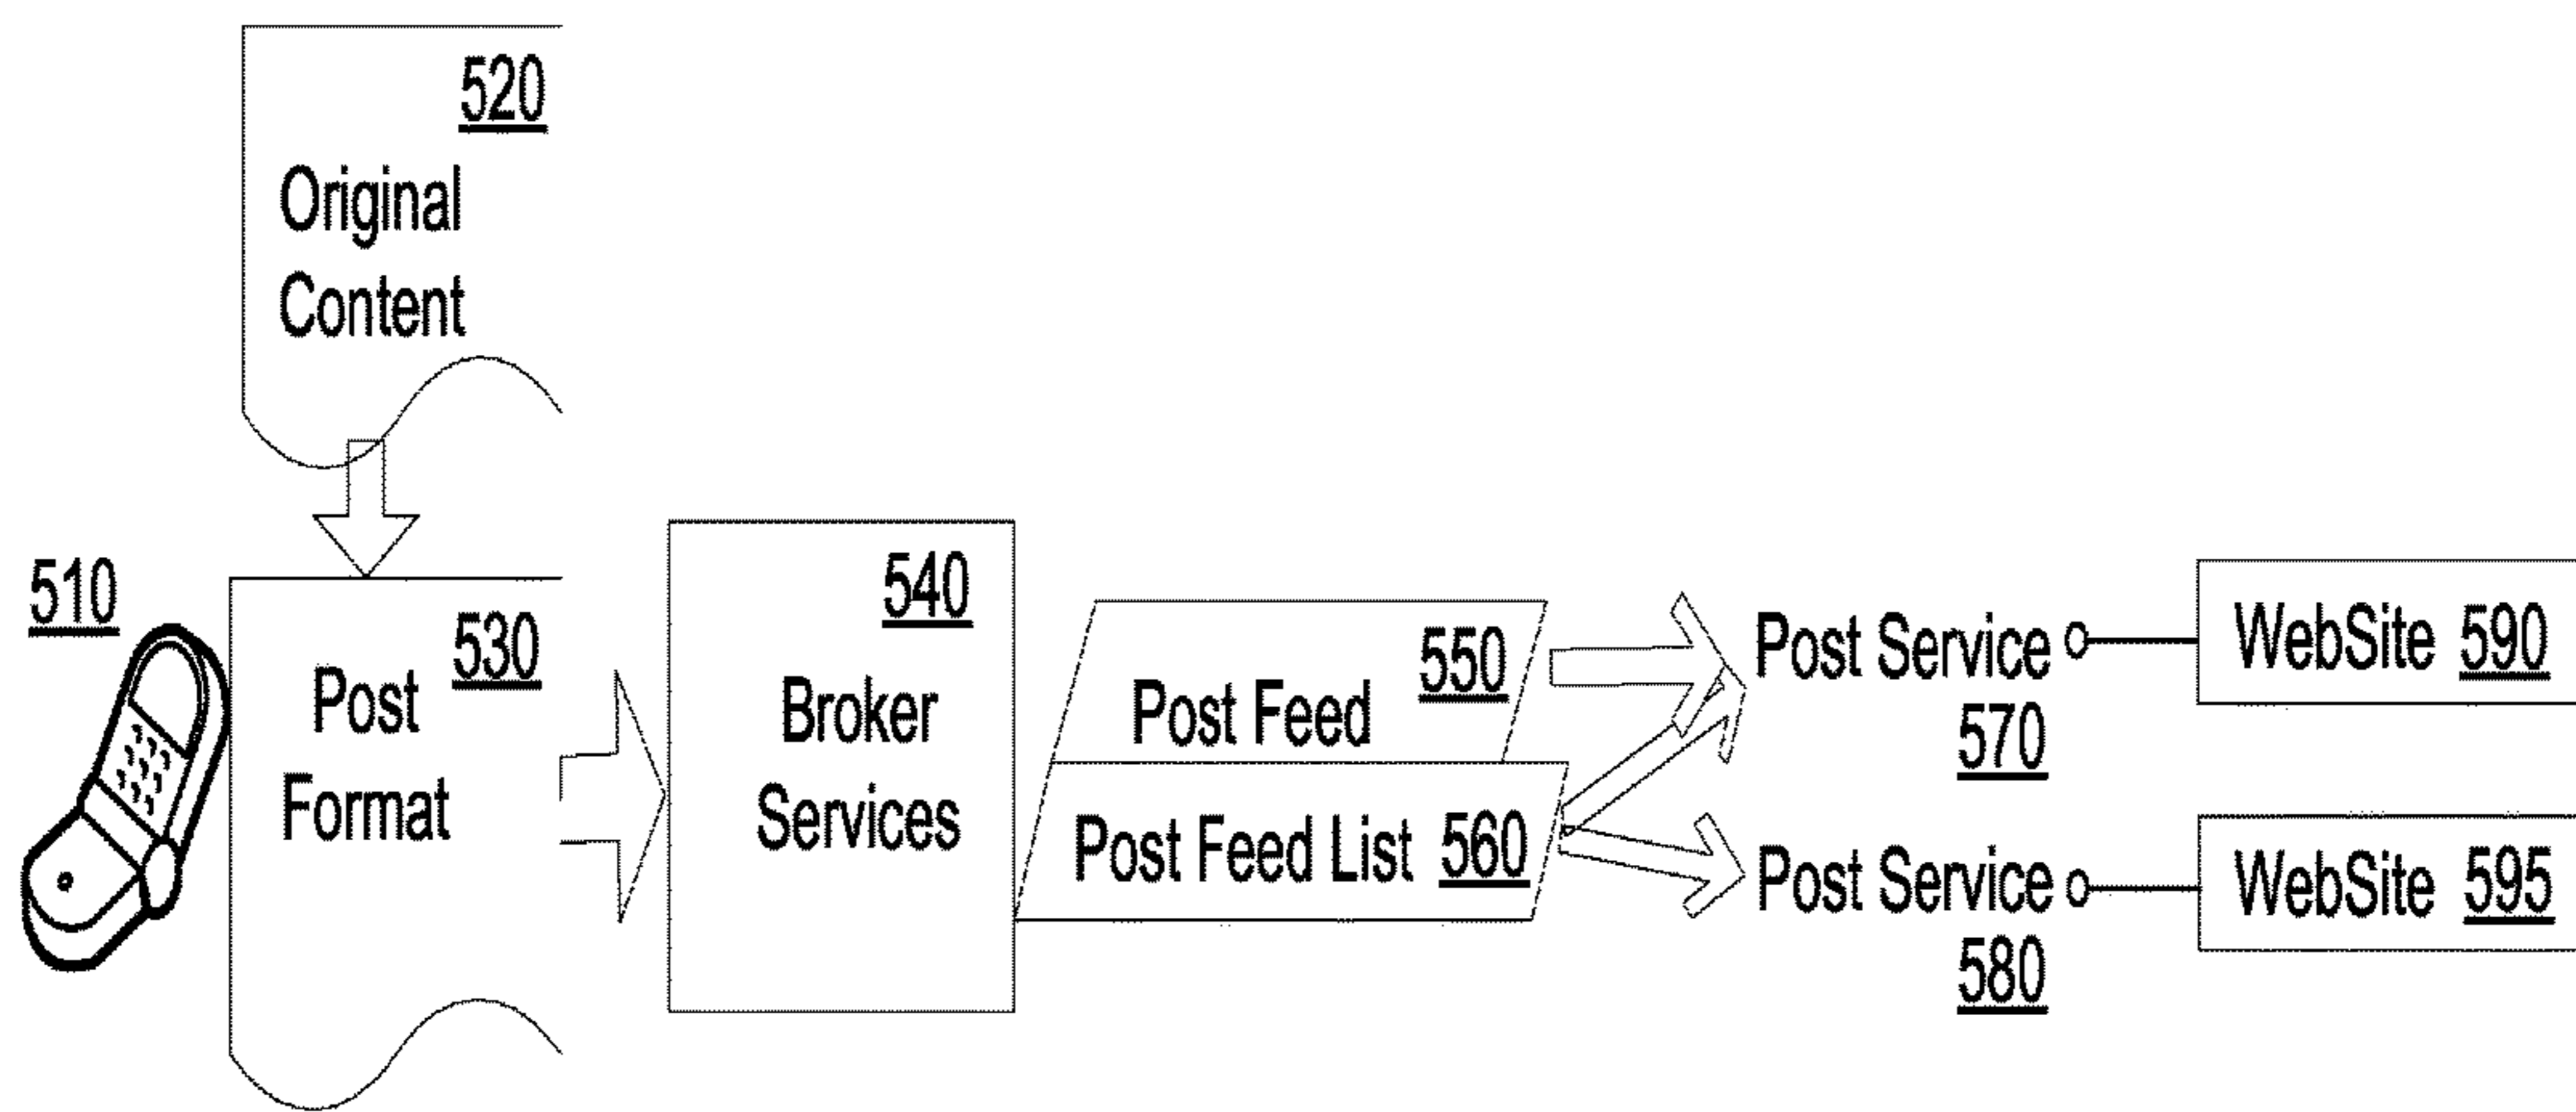 520
Original
Content
510
530
Post
Format
540
Broker
Services
550
Post Feed
Post Feed List 560
Post Service
570
WebSite 590
Post Service
580
WebSite 595